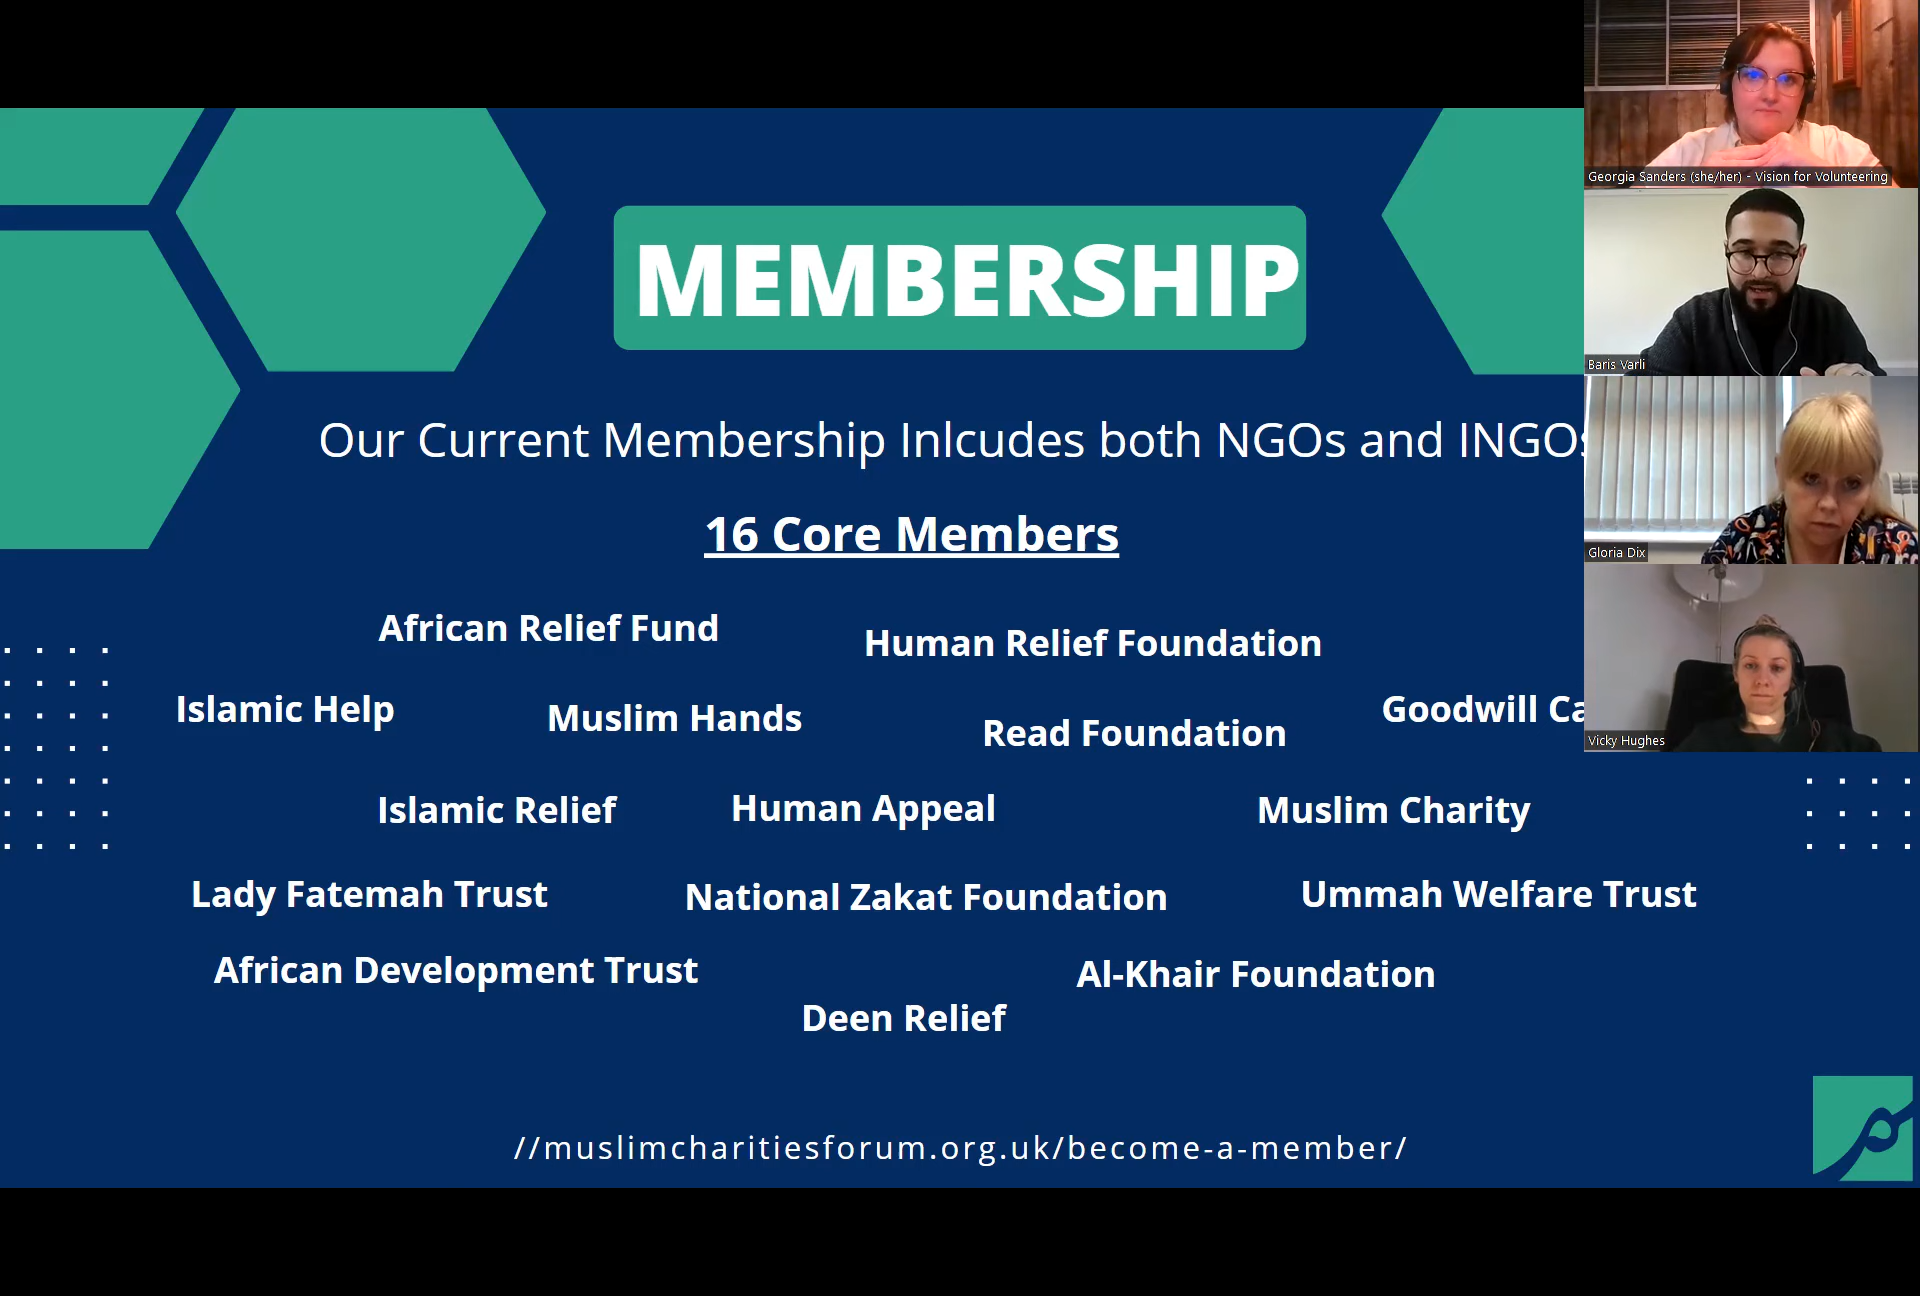 MEMBERSHIP
Our Current Membership Inlcudes both NGOs and INGOs
16 Core Members
African Relief Fund
Human Relief Foundation
Islamic Help
Muslim Hands
Read Foundation
Goodwill
Islamic Relief
Human Appeal
Muslim Charity
Lady Fatemah Trust
National Zakat Foundation
Ummah Welfare Trust
African Development Trust
Al-Khair Foundation
Deen Relief
//muslimcharitiesforum.org.uk/become-a-member/
Georgia Sanders (she/her) - Vision for Volunteering
Baris Varli
Gloria Dix
Vicky Hughes